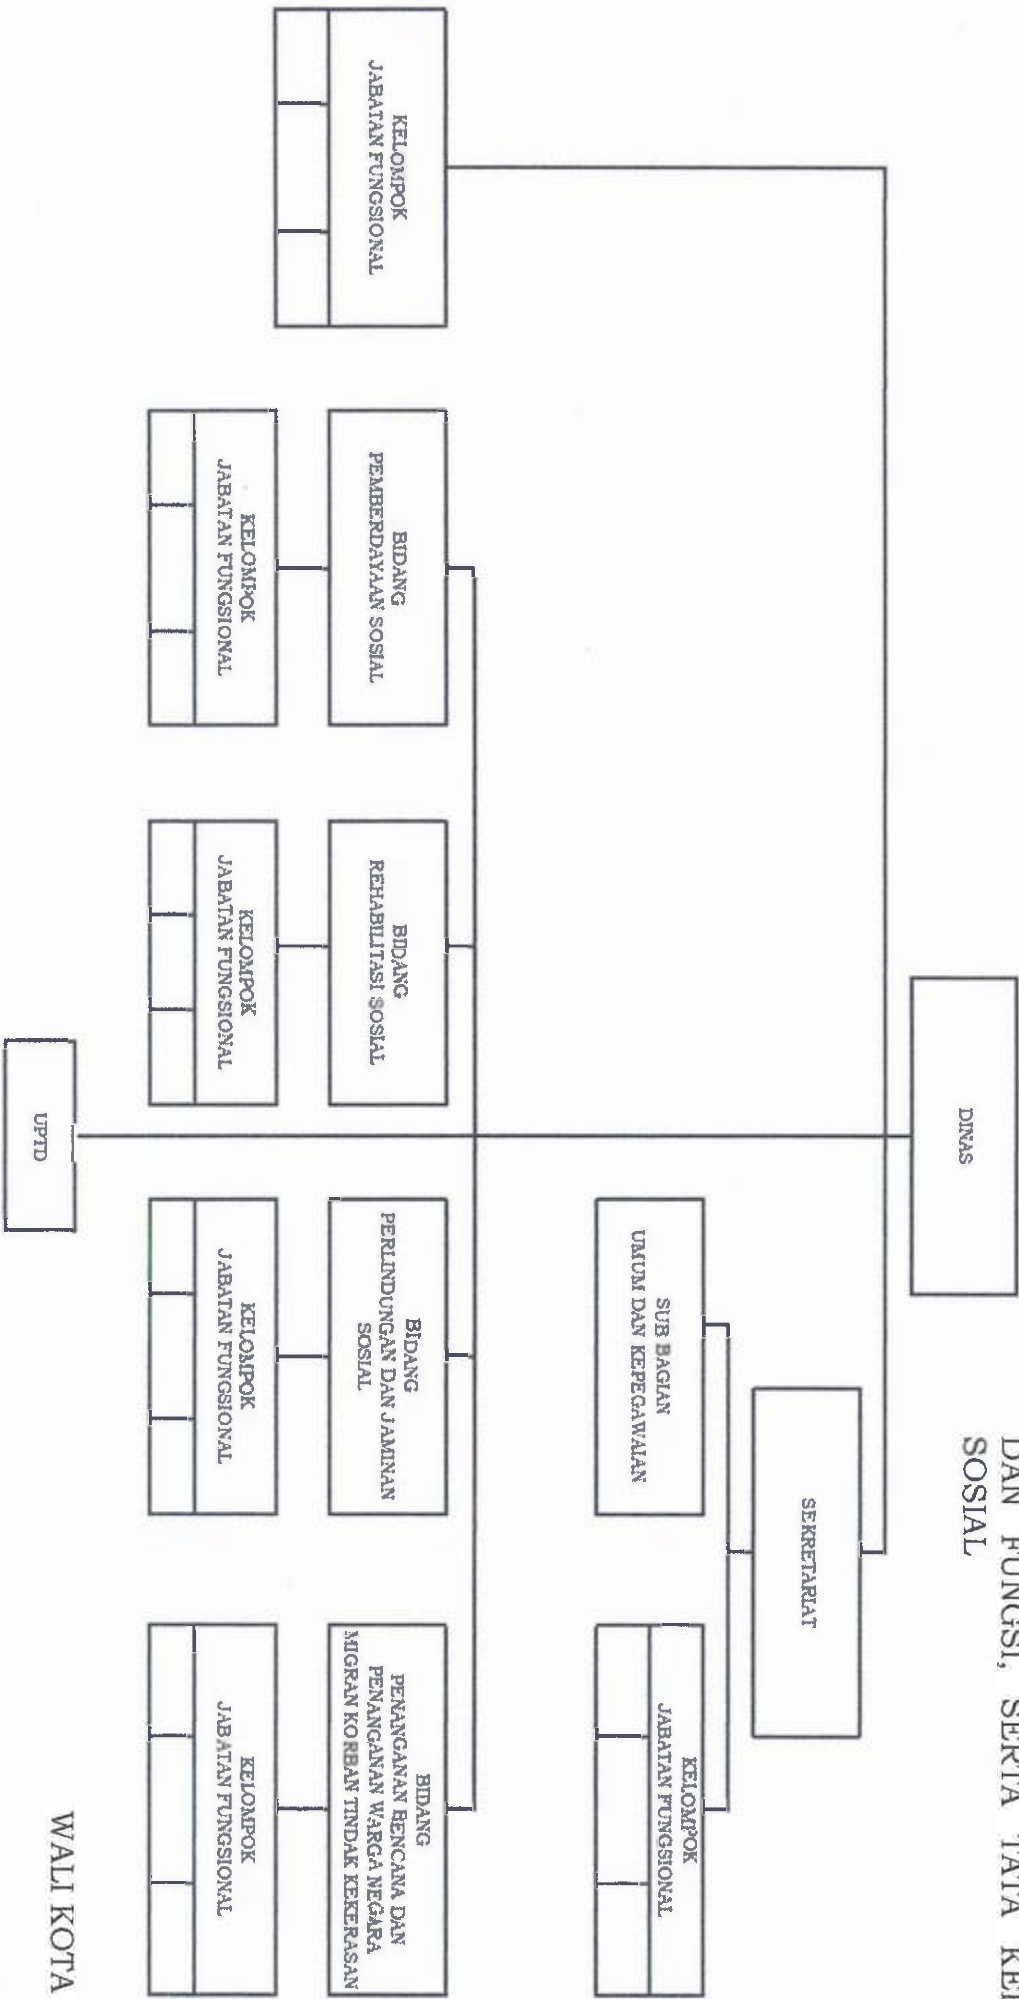 DAN FUNGSI, SERTA TATA
SOSIAL
DINAS
SEKRETARIAT
SUB BAGIAN
UMUM DAN KEPEGAWAIAN
KELOMPOK
JABATAN FUNGSIONAL
KELOMPOK
JABATAN FUNGSIONAL
BIDANG
PEMBERDAYAAN SOSIAL
BIDANG
REHABILITASI SOSIAL
BIDANG
PERLINDUNGAN DAN JAMINAN
SOSIAL
BIDANG
PENANGANAN BENCANA DAN
PENANGANAN WARGA NEGARA
MIGRAN KORBAN TINDAK KEKERASAN
KELOMPOK
JABATAN FUNGSIONAL
KELOMPOK
JABATAN FUNGSIONAL
KELOMPOK
JABATAN FUNGSIONAL
KELOMPOK
JABATAN FUNGSIONAL
UPTD
WALI KOTA